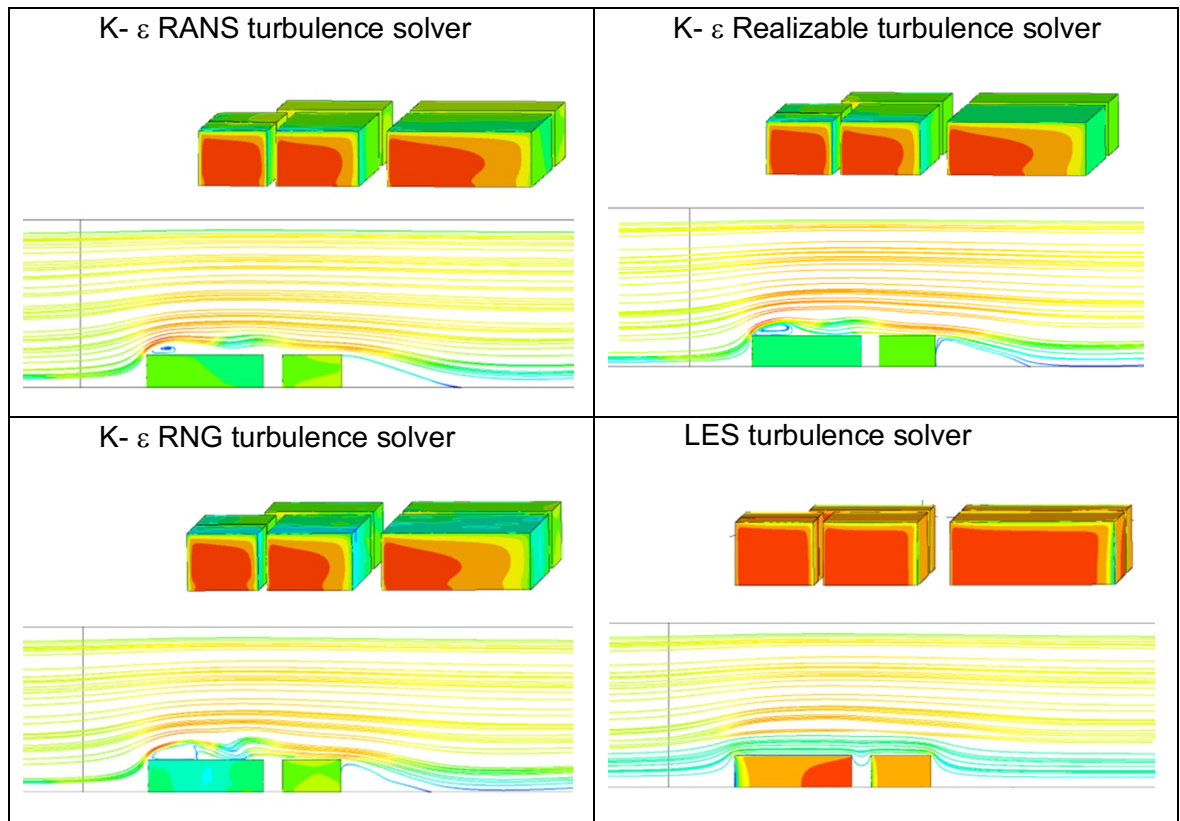 K- ε RANS turbulence solver
K- ε Realizable turbulence solver
K- ε RNG turbulence solver
LES turbulence solver